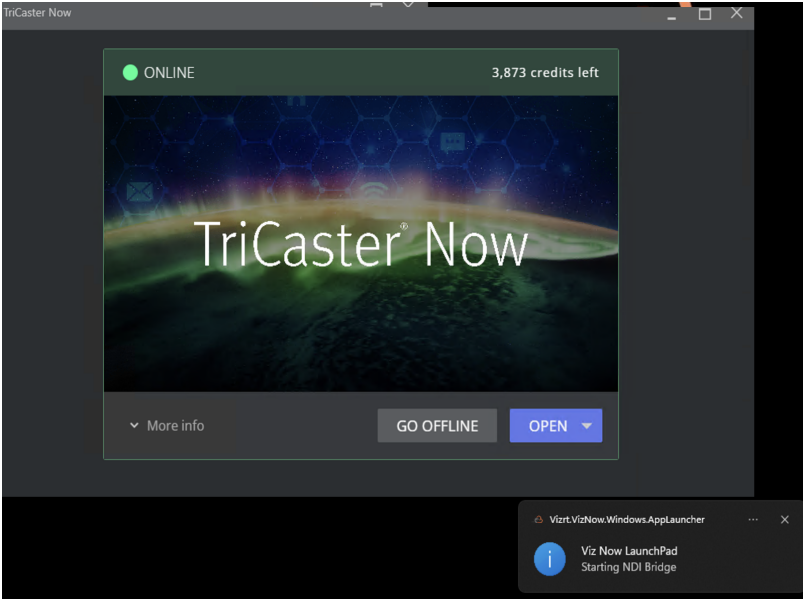 TriCaster Now
ONLINE
3,873 credits left
TriCaster® Now
More info
GO OFFLINE
OPEN
Vizrt.VizNow.Windows.AppLauncher
Viz Now LaunchPad
Starting NDI Bridge